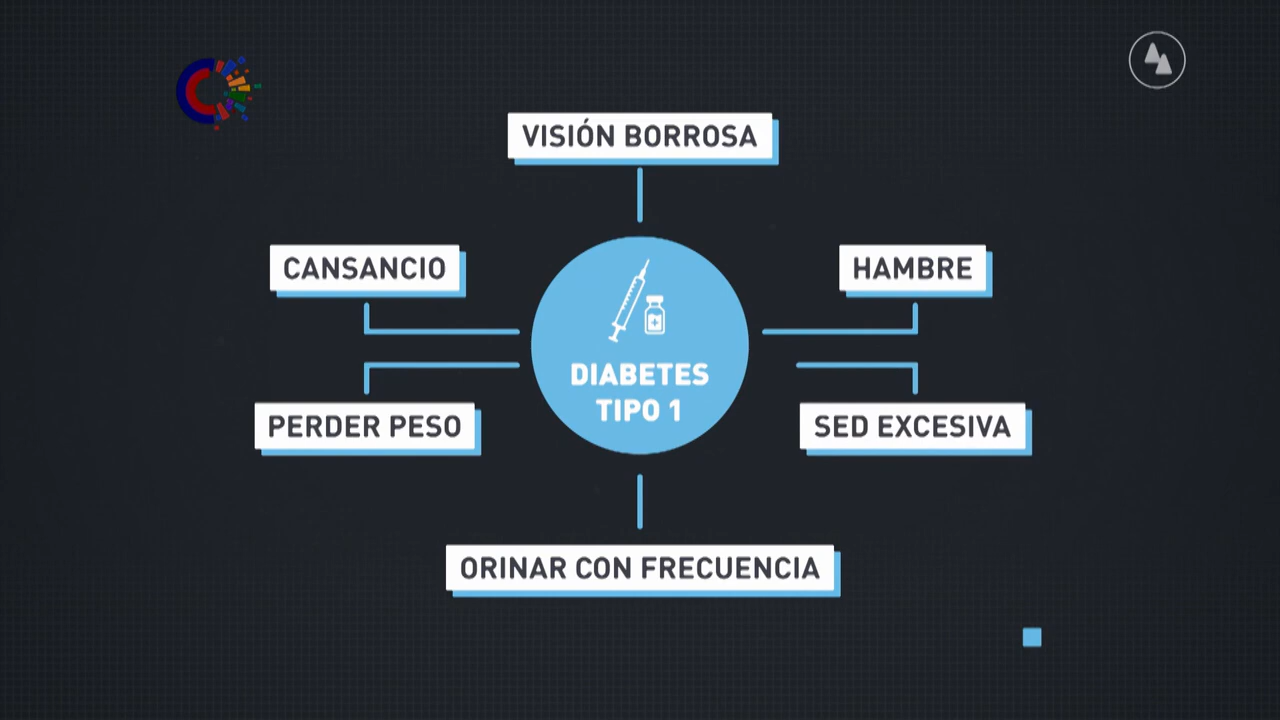 VISIÓN BORROSA
CANSANCIO
HAMBRE
DIABETES
TIPO 1
PERDER PESO
SED EXCESIVA
ORINAR CON FRECUENCIA